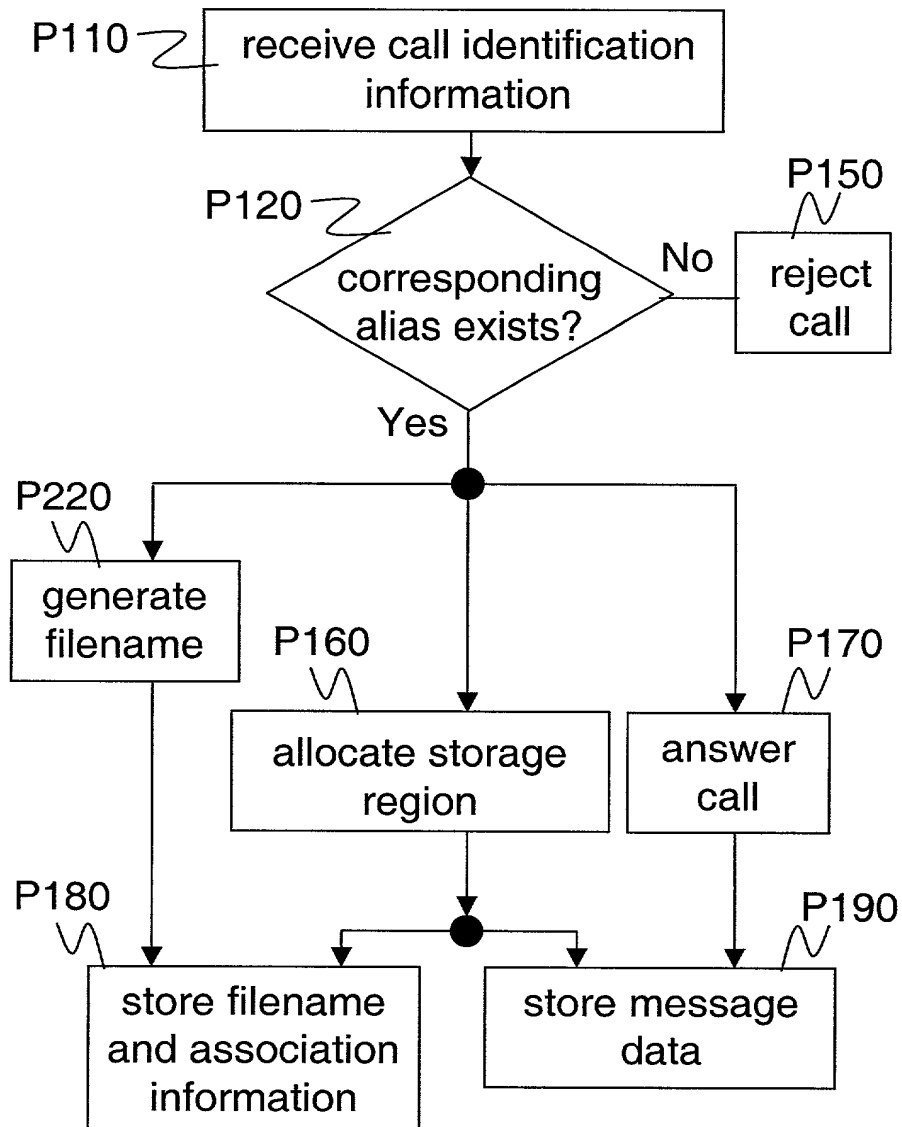 P110
receive call identification
information
P150
P120
No
corresponding
alias exists?
reject
call
Yes
P220
generate
filename
P160
P170
allocate storage
region
answer
call
P180
P190
store filename
and association
information
store message
data